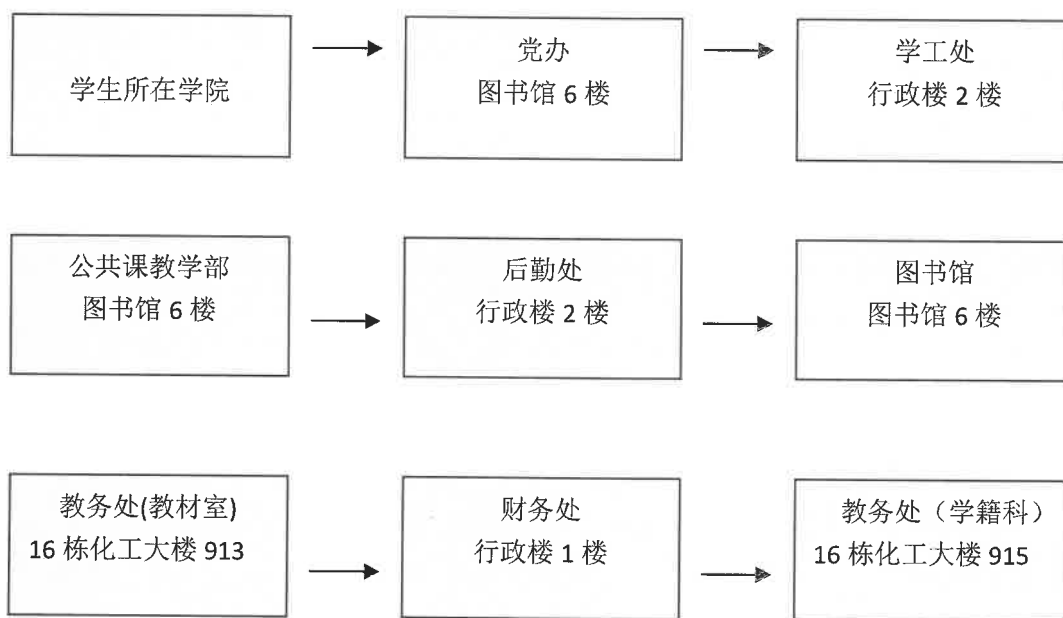 学生所在学院
党办
图书馆 6 楼
学工处
行政楼 2 楼
公共课教学部
图书馆 6 楼
后勤处
行政楼 2 楼
图书馆
图书馆 6 楼
教务处(教材室)
16 栋化工大楼 913
财务处
行政楼 1 楼
教务处（学籍科）
16 栋化工大楼 915